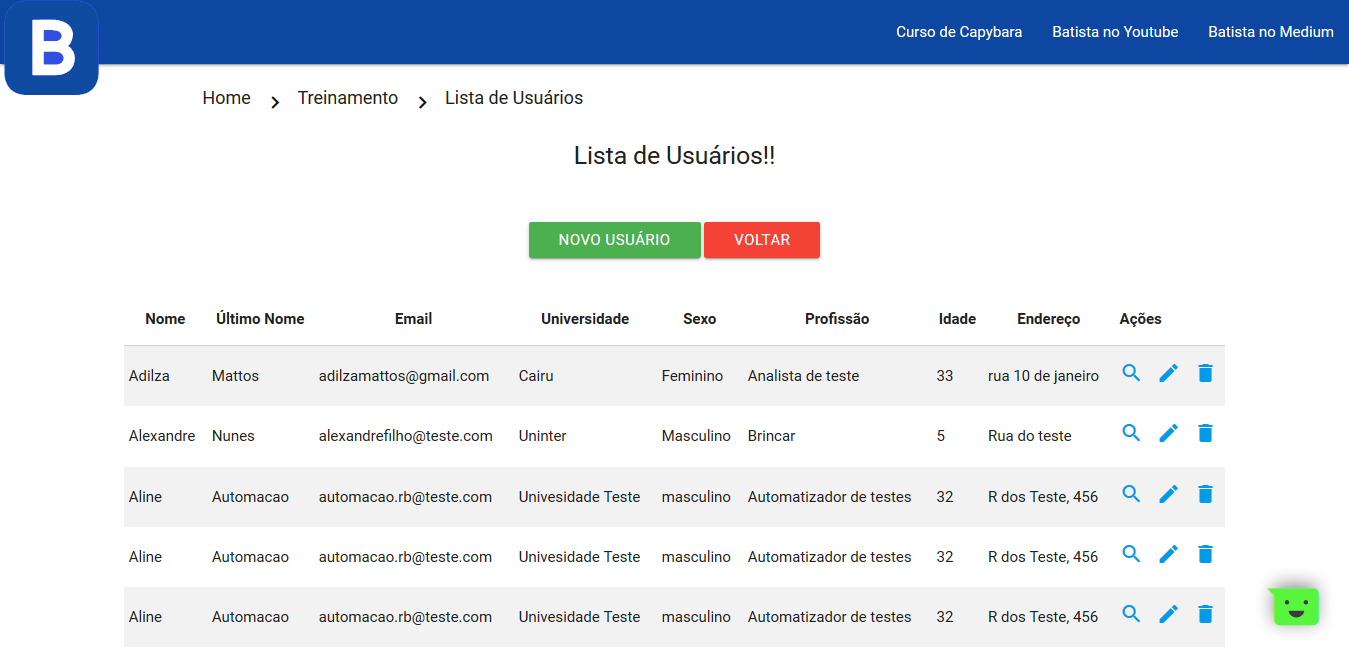 B
Curso de Capybara Batista no Youtube Batista no Medium
Home Treinamento Lista de Usuários
Lista de Usuários!!
NOVO USUÁRIO VOLTAR
Nome Último Nome Email Universidade Sexo Profissão Idade Endereço Ações
Adilza Mattos adilzamattos@gmail.com Cairu Feminino Analista de teste 33 rua 10 de janeiro
Alexandre Nunes alexandrefilho@teste.com Uninter Masculino Brincar 5 Rua do teste
Aline Automacao automacao.rb@teste.com Univesidade Teste masculino Automatizador de testes 32 R dos Teste, 456
Aline Automacao automacao.rb@teste.com Univesidade Teste masculino Automatizador de testes 32 R dos Teste, 456
Aline Automacao automacao.rb@teste.com Univesidade Teste masculino Automatizador de testes 32 R dos Teste, 456